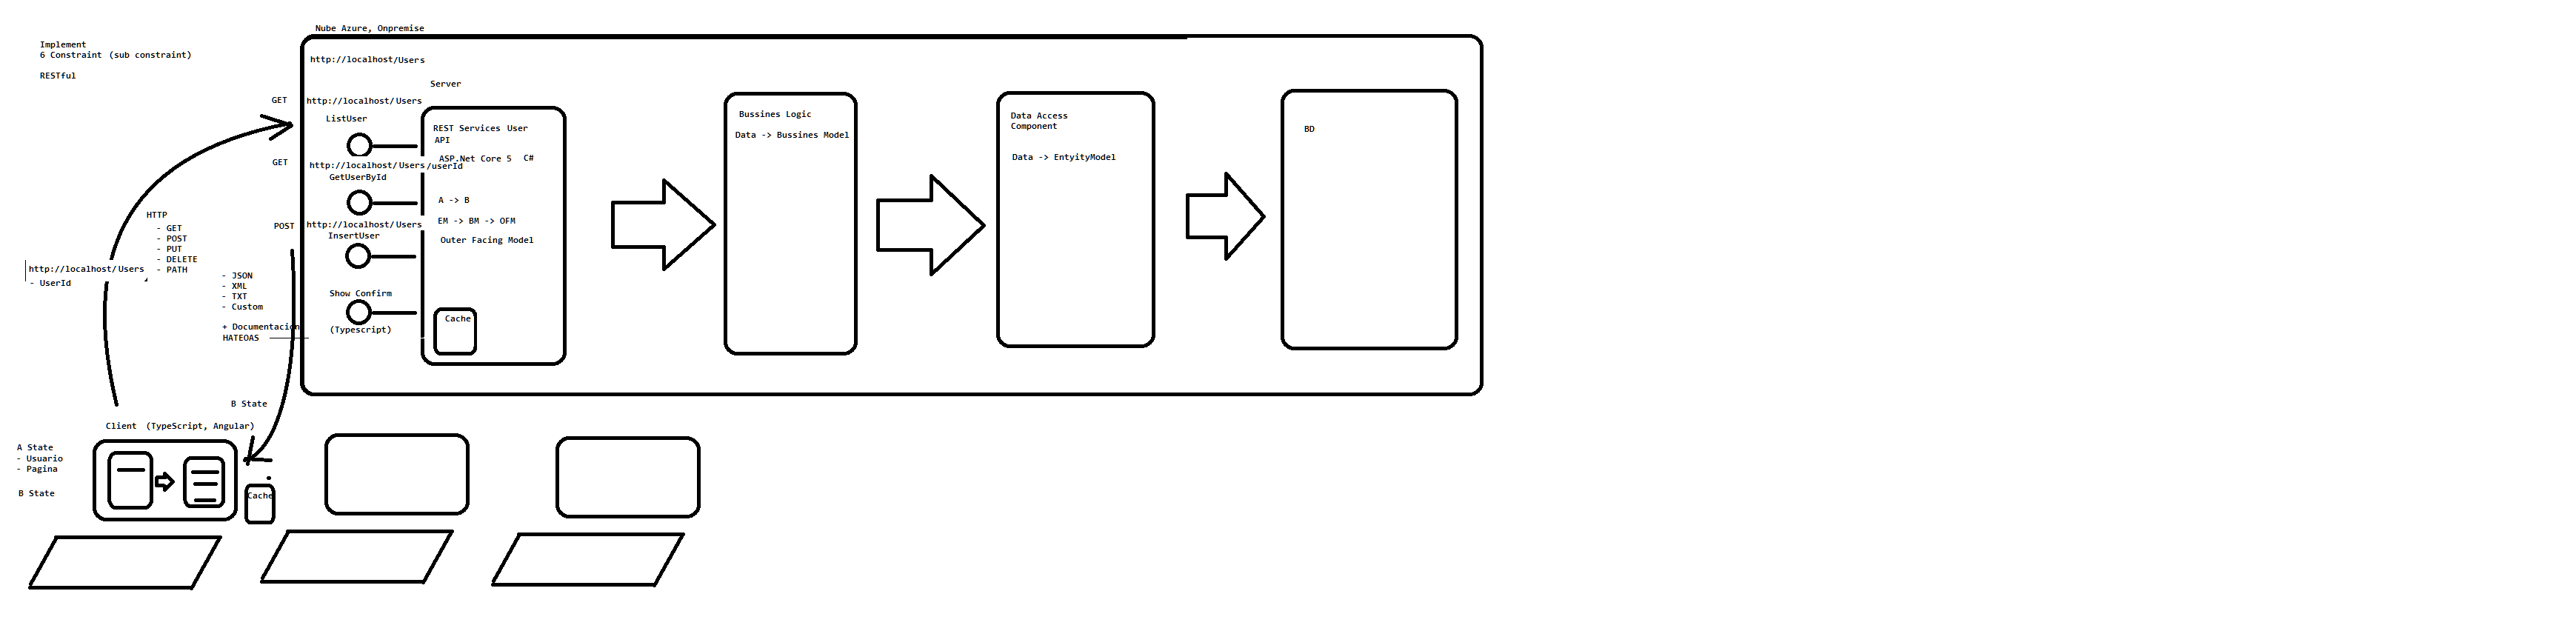 Nube Azure, Onpremise
Implement
6 Constraint (sub constraint)
RESTful
http://localhost/Users
Server
GET
http://localhost/Users
ListUser
REST Services User
API
ASP.Net Core 5 C#
GET
http://localhost/Users/userId
GetUserById
A -> B
EM -> BM -> OFM
Outer Facing Model
POST
http://localhost/Users
InsertUser
Show Confirm
(Typescript)
Cache
Bussines Logic
Data -> Bussines Model
Data Access
Component
Data -> EntyityModel
BD
HTTP
- GET
- POST
- PUT
- DELETE
- PATH
http://localhost/Users
- UserId
- JSON
- XML
- TXT
- Custom
+ Documentacion
HATEOAS
B State
Client (TypeScript, Angular)
A State
- Usuario
- Pagina
B State
Cache